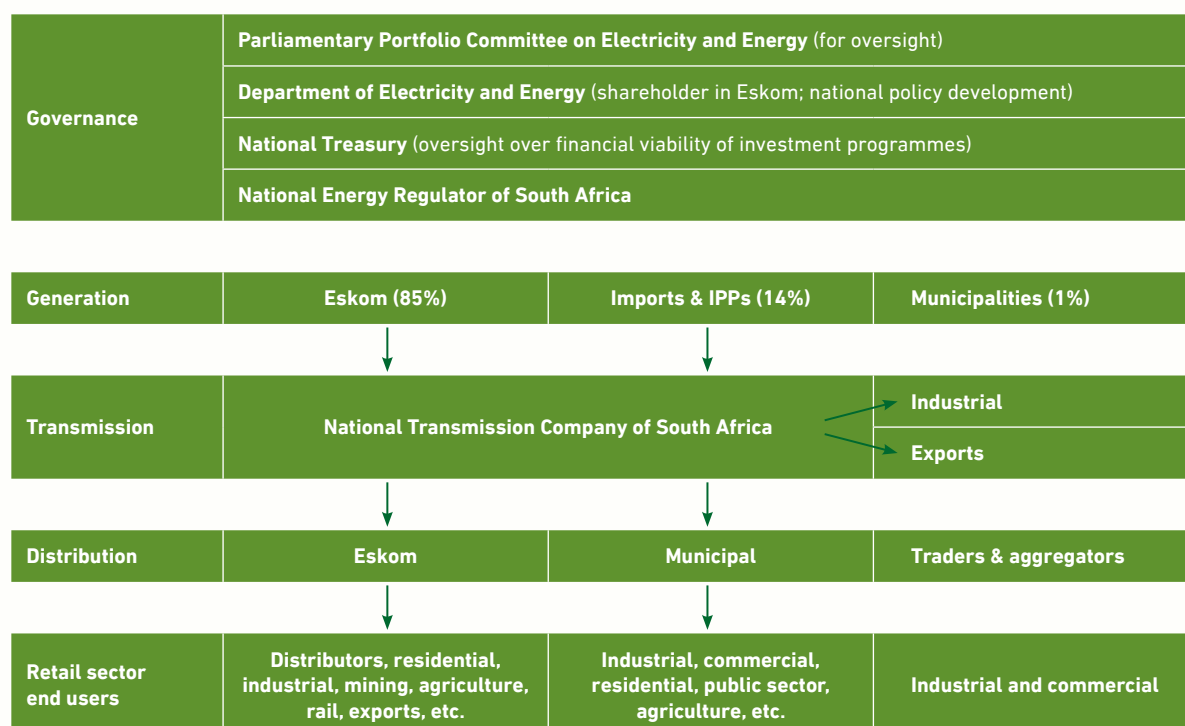 Governance
Parliamentary Portfolio Committee on Electricity and Energy (for oversight)
Department of Electricity and Energy (shareholder in Eskom; national policy development)
National Treasury (oversight over financial viability of investment programmes)
National Energy Regulator of South Africa
Generation
Eskom (85%)
Imports & IPPs (14%)
Municipalities (1%)
Transmission
National Transmission Company of South Africa
Industrial
Exports
Distribution
Eskom
Municipal
Traders & aggregators
Retail sector
end users
Distributors, residential,
industrial, mining, agriculture,
rail, exports, etc.
Industrial, commercial,
residential, public sector,
agriculture, etc.
Industrial and commercial